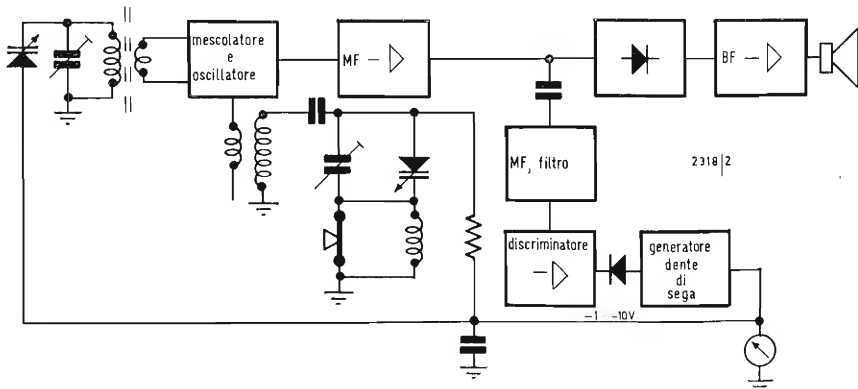 mescolatore
e
oscillatore
MF
BF
MF, filtro
2318|2
discriminatore
generatore
dente
di
sega
-1 -10V